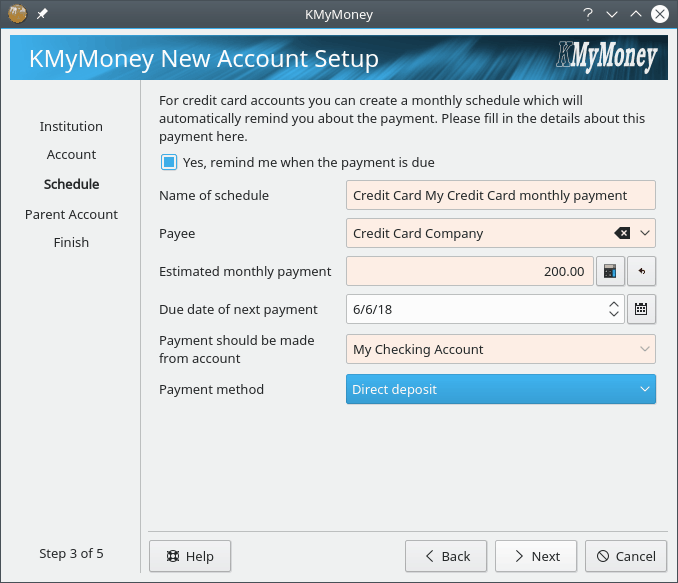 KMyMoney
KMyMoney New Account Setup
KMyMoney
Institution
Account
Schedule
Parent Account
Finish
For credit card accounts you can create a monthly schedule which will
automatically remind you about the payment. Please fill in the details about this
payment here.
Yes, remind me when the payment is due
Name of schedule
Credit Card My Credit Card monthly payment
Payee
Credit Card Company
Estimated monthly payment
200.00
Due date of next payment
6/6/18
Payment should be made
from account
My Checking Account
Payment method
Direct deposit
Step 3 of 5
Help
Back
Next
Cancel